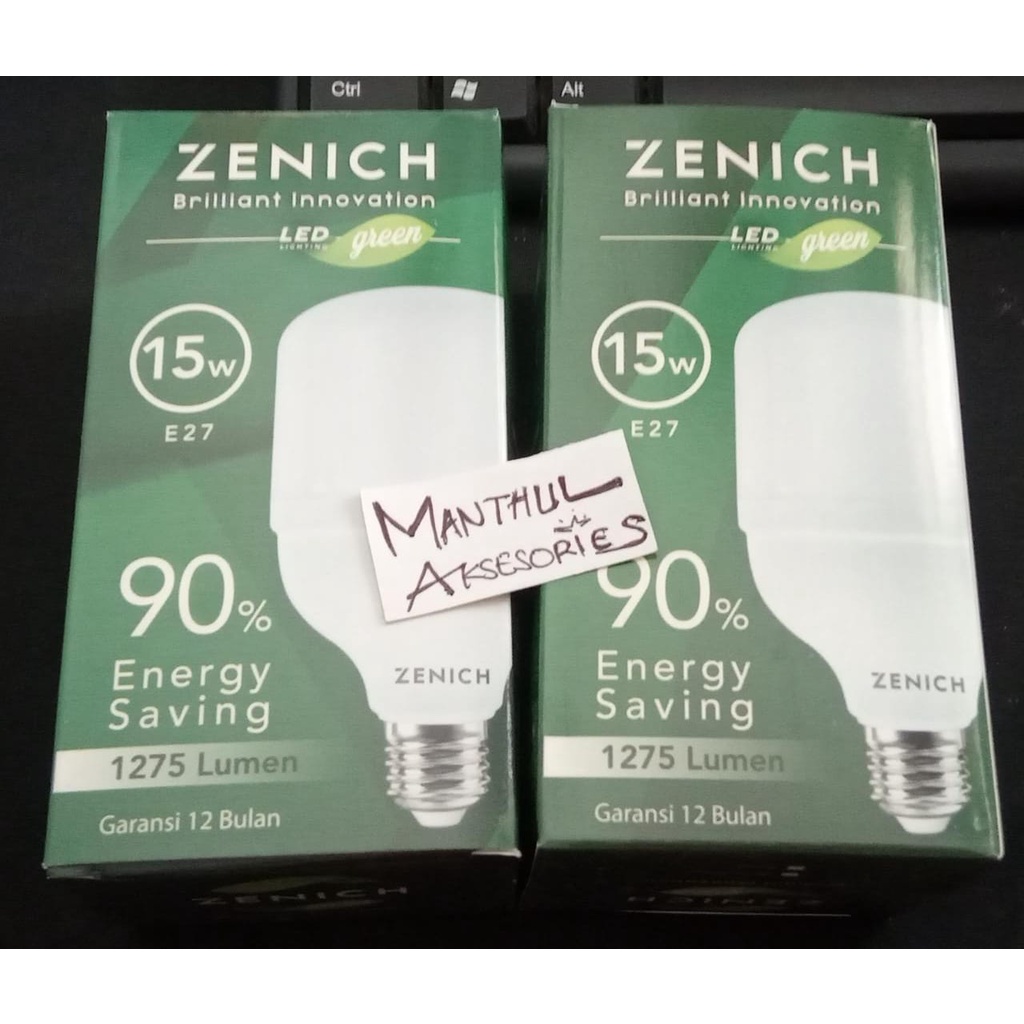 Ctrl
Alt
ZENICH
Brilliant Innovation
LED
LIGHTING
green
15w
E27
90%
Energy
Saving
1275 Lumen
Garansi 12 Bulan
ZENICH
ZENICH
ZENICH
Brilliant Innovation
LED
LIGHTING
green
15w
E27
90%
Energy
Saving
1275 Lumen
Garansi 12 Bulan
ZENICH
ZENICH
MANTHUL
AKSESORIES